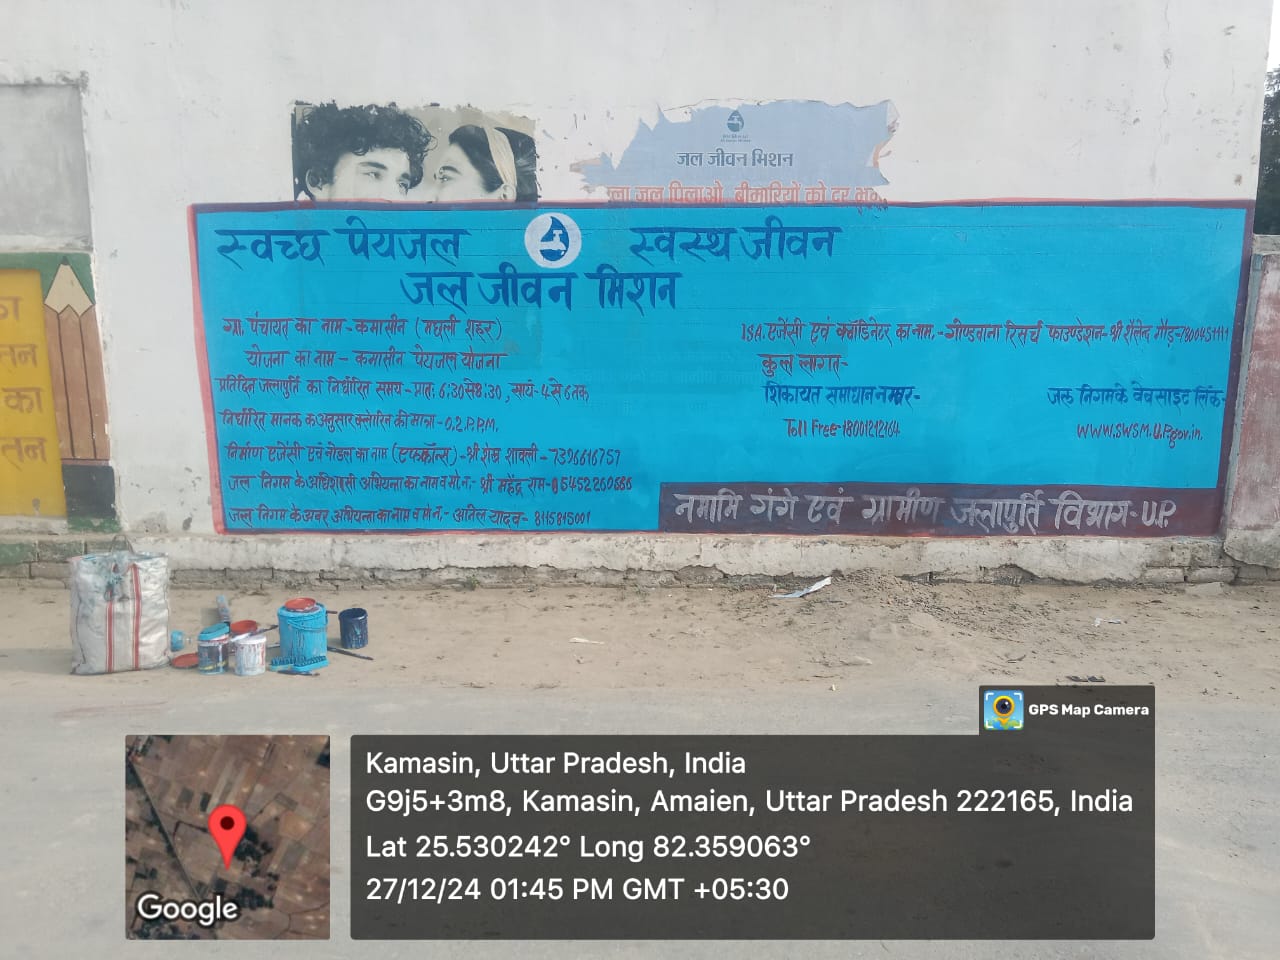 जल जीवन मिशन
जल पिलाओ, बीमारियों को दूर
स्वच्छ पेयजल स्वस्थ जीवन
जल जीवन मिशन
ग्रा. पंचायत का नाम - कमासीन (मछली शहर)
योजना का नाम - कमासीन पेयजल योजना
प्रतिदिन जलापुर्ति का निर्धारित समय - प्रातः 6:30 से 8:30, सायं - 4 से 6 तक
निर्धारित मानक क अनुसार क्लोरिन की मात्रा - 0.2 P.P.M.
निर्माण एजेंसी एवं नोडल का नाम (एफकॉन्स) - श्री शेख शावली - 7396616757
जल निगम के अधिशासी अभियन्ता का नाम व मो न. - श्री महेंद्र राम -
जल निगम के अवर अभियन्ता का नाम व मो न. - अनिल यादव - 8115815001
ISA. एजेंसी एवं क्वॉडिनेटर का नाम. - गोण्डवाना रिसर्च फाउण्डेशन - श्री शैलेन्द्र गौड़ -
कुल लागत -
शिकायत समाधान नम्बर -
Toll Free - 18001212164
जल निगम के वेबसाइट लिंक -
WWW.SWSM.UP.gov.in.
नमामि गंगे एवं ग्रामीण जलापुर्ति विभाग - U.P.
का
तन
का
तन
GPS Map Camera
Kamasin, Uttar Pradesh, India
G9j5+3m8, Kamasin, Amaien, Uttar Pradesh 222165, India
Lat 25.530242° Long 82.359063°
27/12/24 01:45 PM GMT +05:30
Google